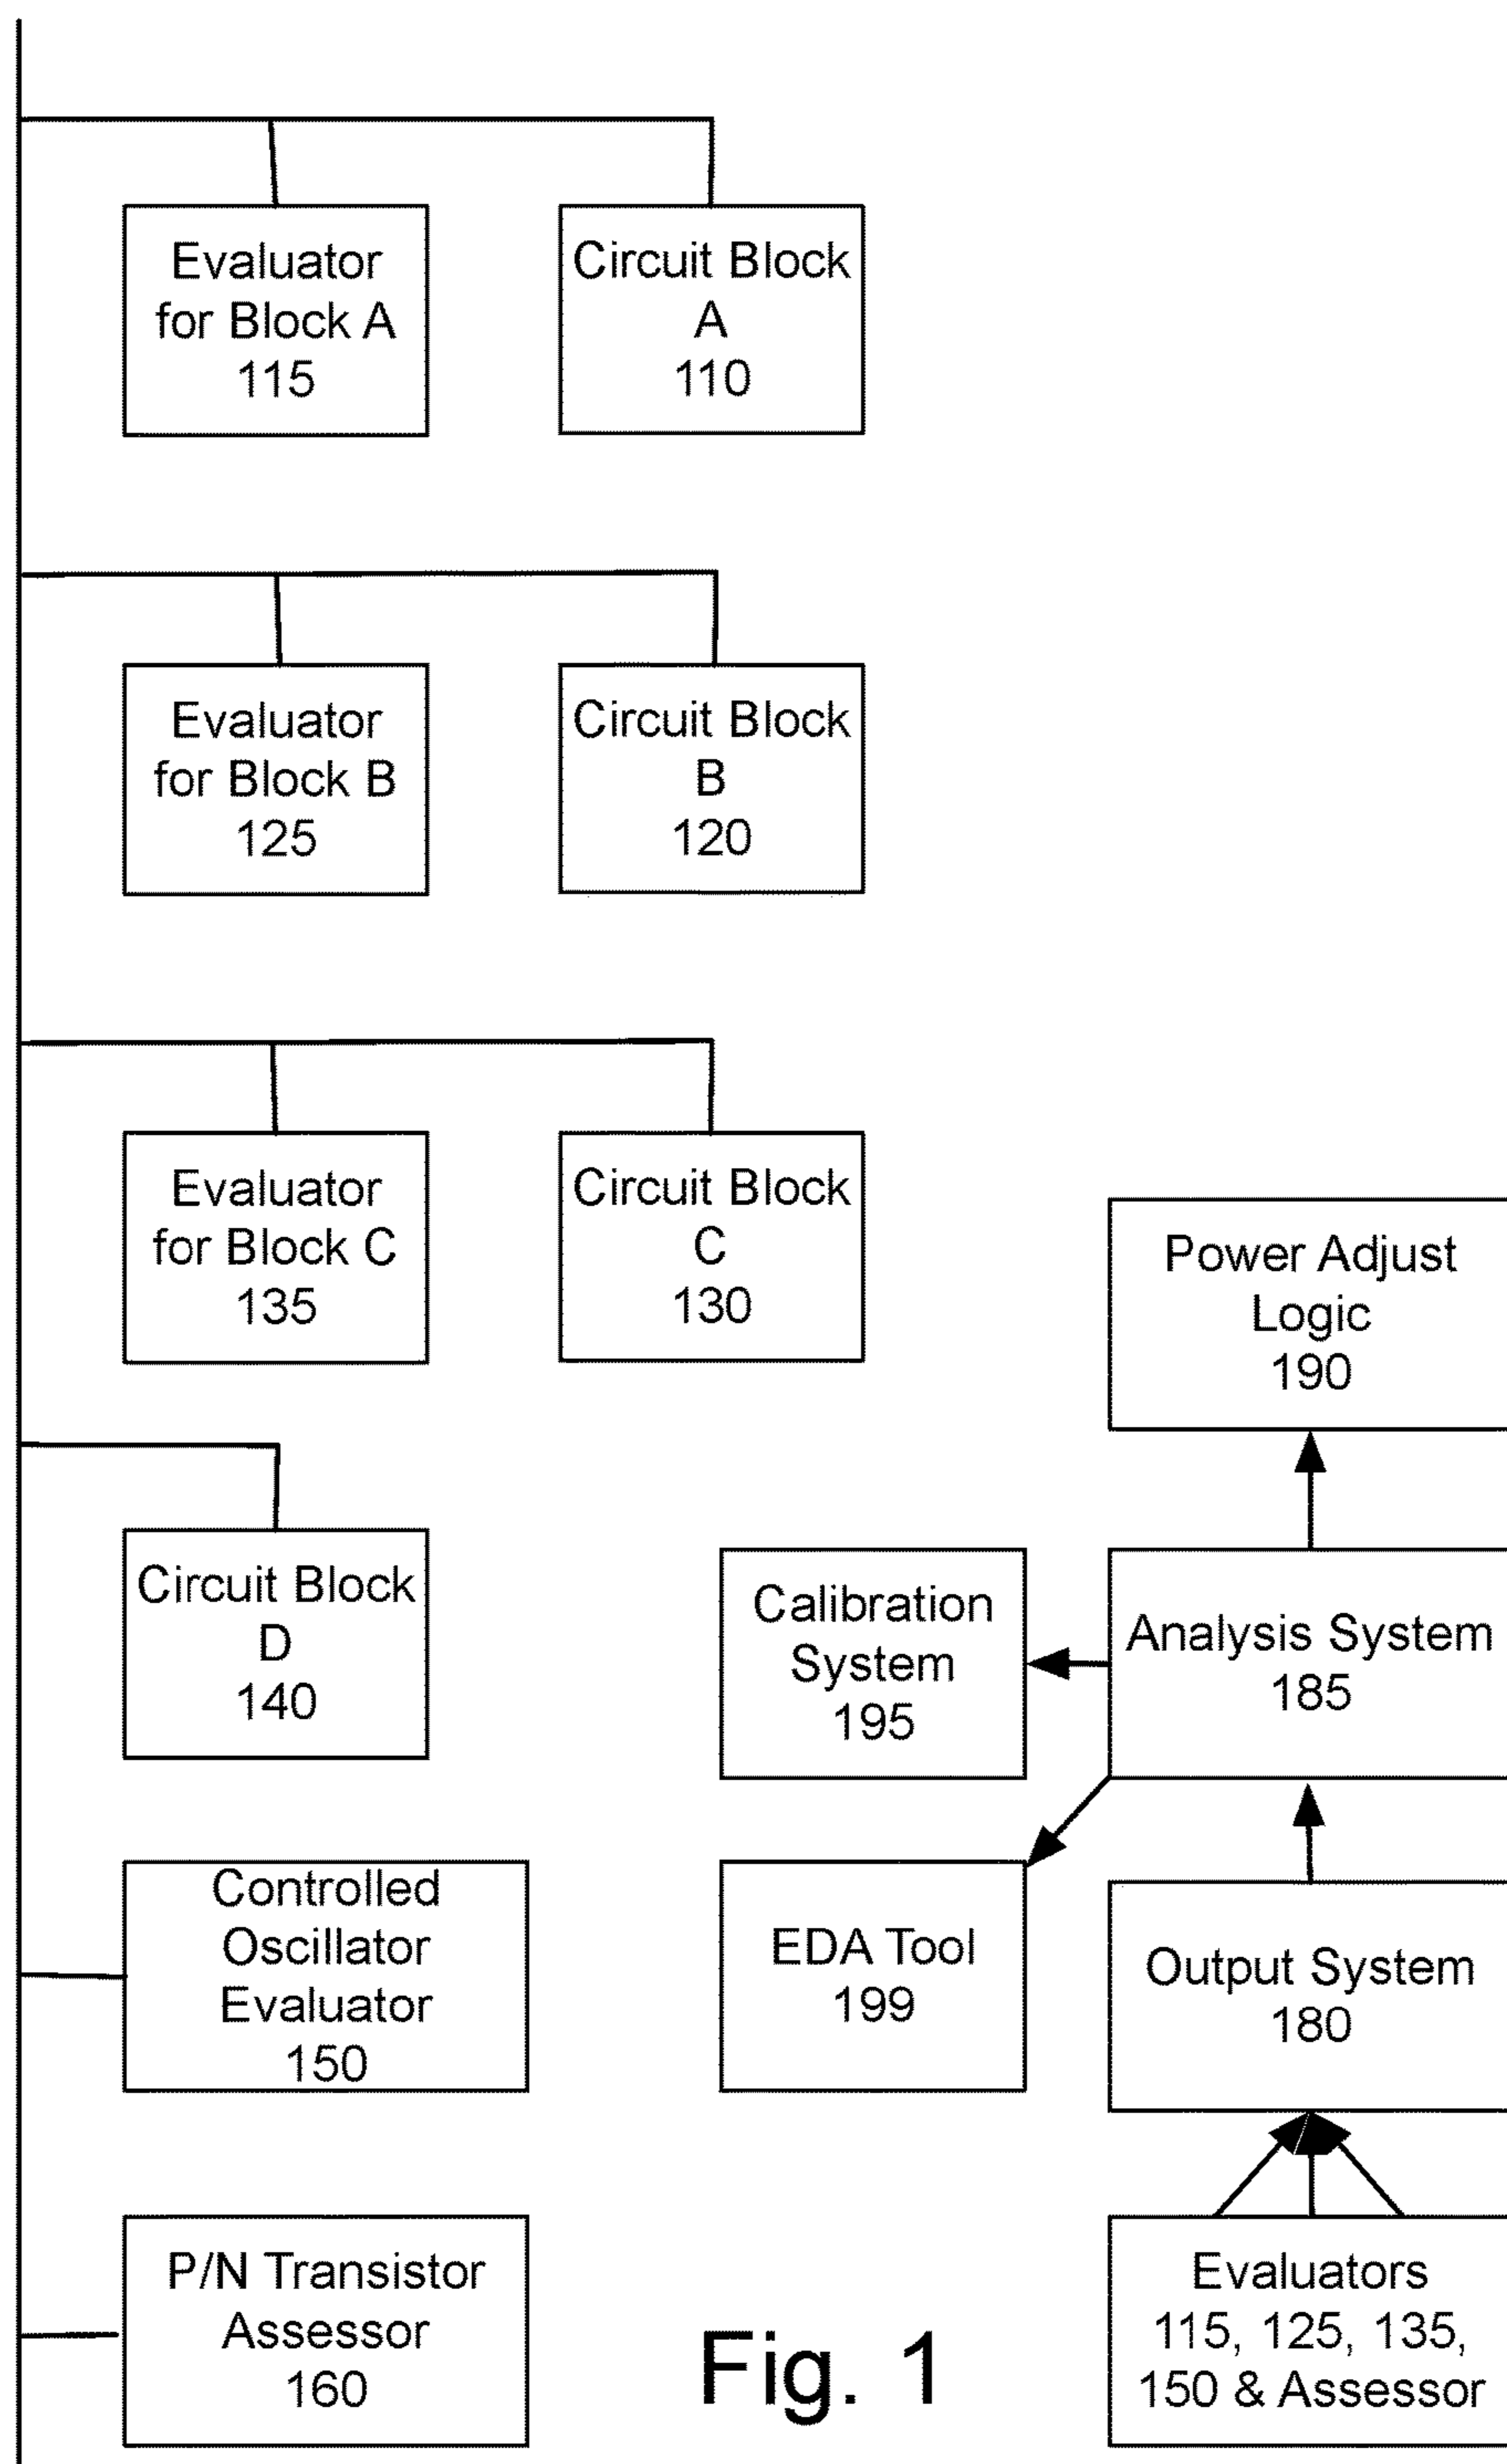 Evaluator
for Block A
115
Circuit Block
A
110
Evaluator
for Block B
125
Circuit Block
B
120
Evaluator
for Block C
135
Circuit Block
C
130
Power Adjust
Logic
190
Circuit Block
D
140
Calibration
System
195
Analysis System
185
Controlled
Oscillator
Evaluator
150
EDA Tool
199
Output System
180
P/N Transistor
Assessor
160
Fig. 1
Evaluators
115, 125, 135,
150 & Assessor